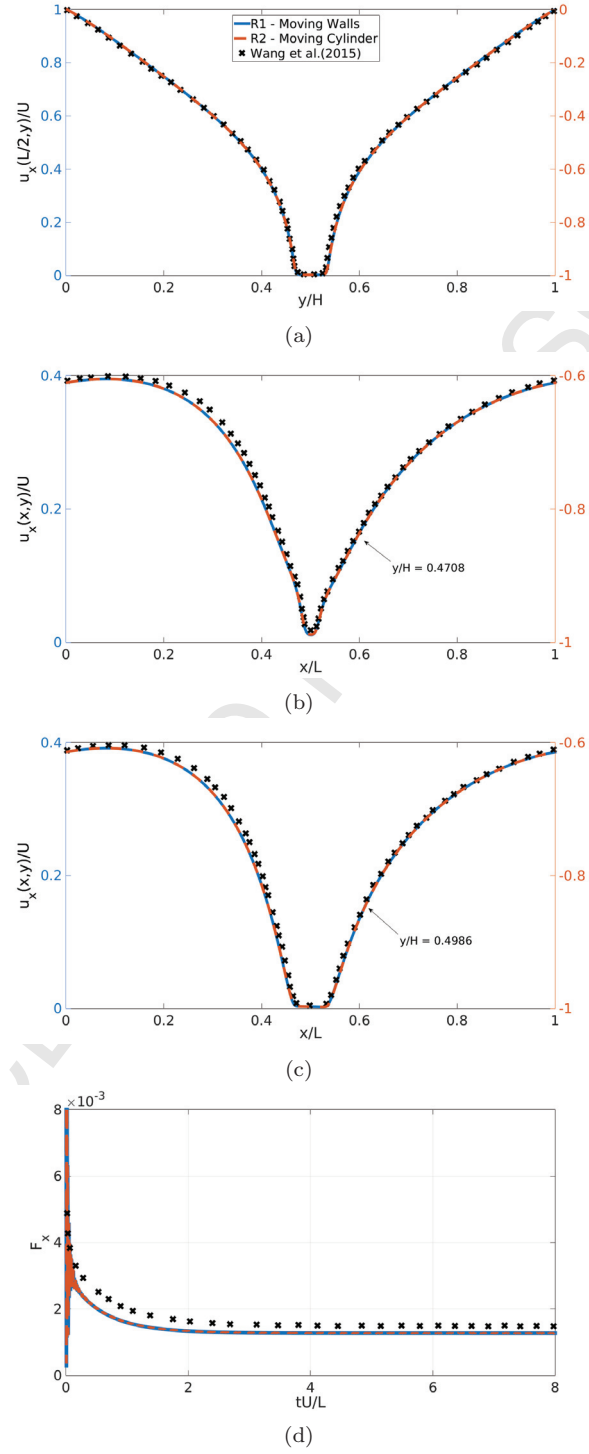 R1 - Moving Walls
R2 - Moving Cylinder
Wang et al.(2015)
1
0.8
0.6
0.4
0.2
0
u_x(L/2,y)/U
0
-0.2
-0.4
-0.6
-0.8
-1
0 0.2 0.4 0.6 0.8 1
y/H
(a)
0.4
0.2
0
u_x(x,y)/U
-0.6
-0.8
-1
y/H = 0.4708
0 0.2 0.4 0.6 0.8 1
x/L
(b)
0.4
0.2
0
u_x(x,y)/U
-0.6
-0.8
-1
y/H = 0.4986
0 0.2 0.4 0.6 0.8 1
x/L
(c)
×10^-3
8
6
4
2
0
F_x
0 2 4 6 8
tU/L
(d)